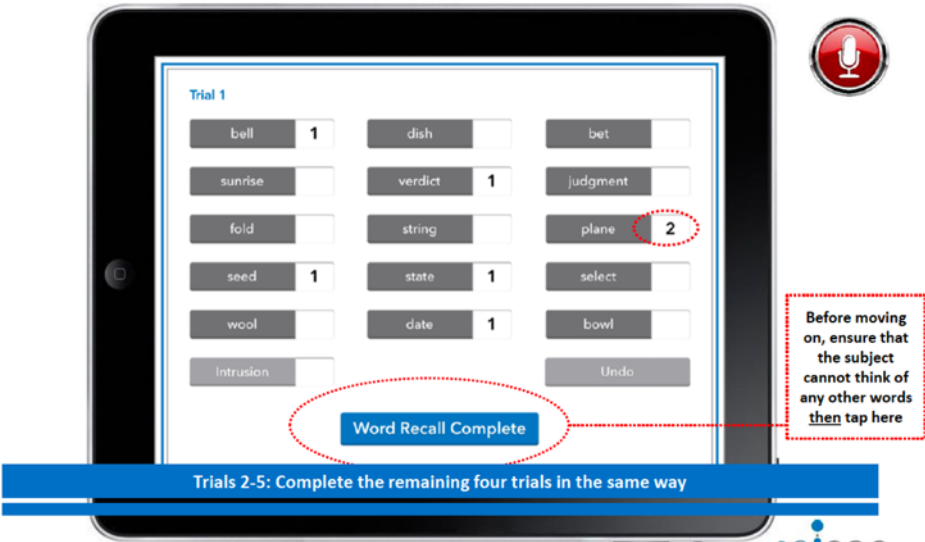 Trial 1
bell 1 dish bet
sunrise verdict 1 judgment
fold string plane 2
seed 1 state 1 select
wool date 1 bowl
Intrusion Undo
Word Recall Complete
Before moving
on, ensure that
the subject
cannot think of
any other words
then tap here
Trials 2-5: Complete the remaining four trials in the same way